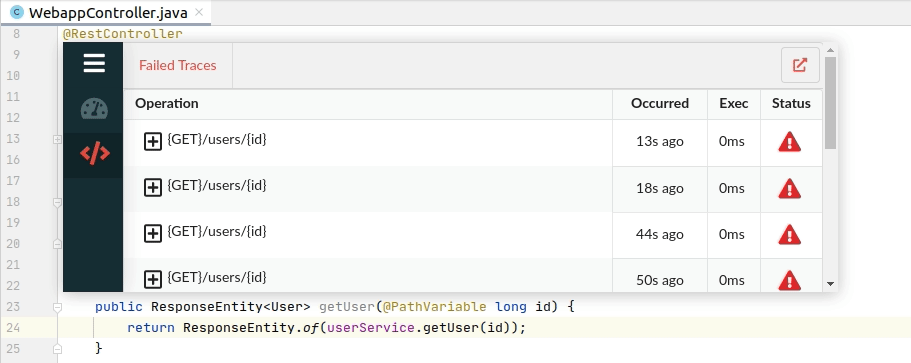 WebappController.java
8 @RestController
9
10
11
12
13
16
17
18
19
20
21
22
Failed Traces
Operation Occurred Exec Status
{GET}/users/{id} 13s ago 0ms
{GET}/users/{id} 18s ago 0ms
{GET}/users/{id} 44s ago 0ms
{GET}/users/{id} 50s ago 0ms
23 public ResponseEntity<User> getUser(@PathVariable long id) {
24 return ResponseEntity.of(userService.getUser(id));
25 }